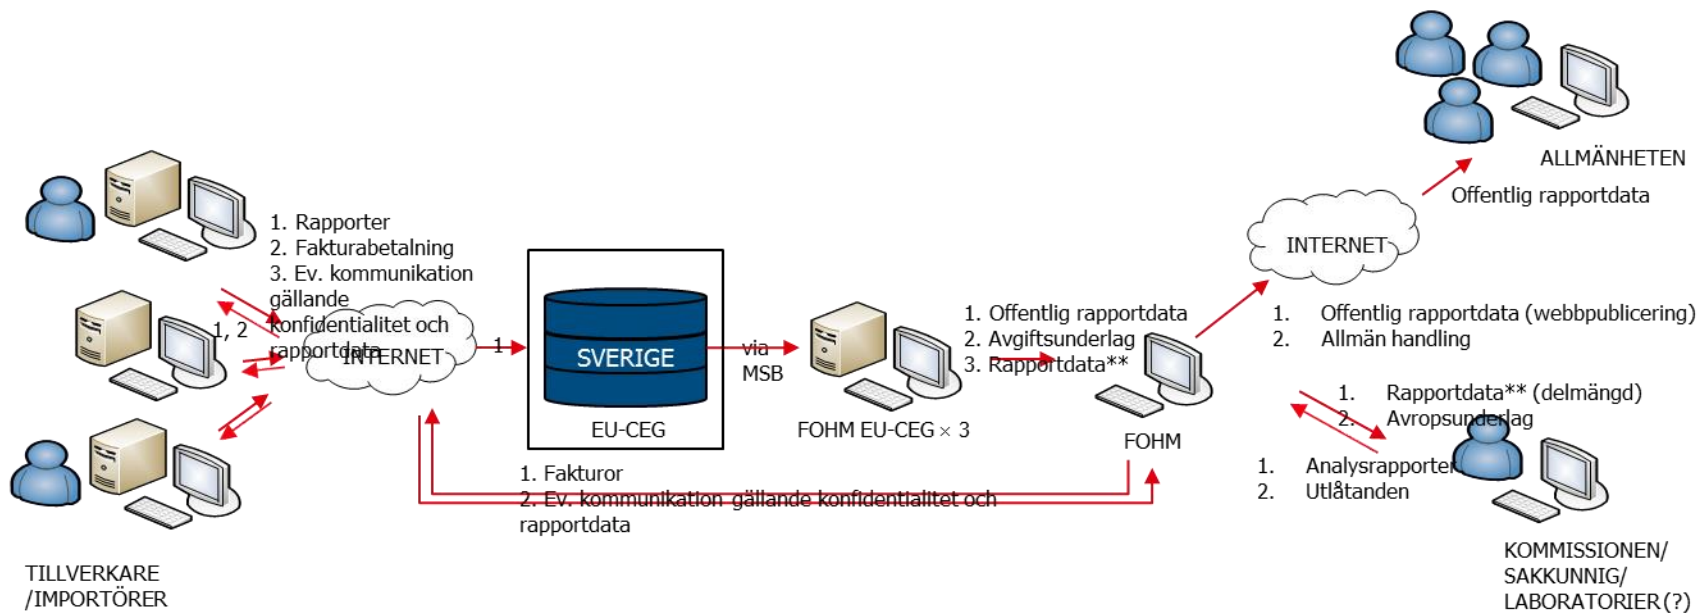 ALLMÄNHETEN
Offentlig rapportdata
1. Rapporter
2. Fakturabetalning
3. Ev. kommunikation
gällande
konfidentialitet och
rapportdata
1, 2
INTERNET
1
SVERIGE
EU-CEG
via
MSB
FOHM EU-CEG × 3
1. Offentlig rapportdata
2. Avgiftsunderlag
3. Rapportdata**
FOHM
INTERNET
1. Offentlig rapportdata (webbpublicering)
2. Allmän handling
1. Rapportdata** (delmängd)
2. Avropsunderlag
1. Analysrapporter
2. Utlåtanden
1. Fakturor
2. Ev. kommunikation gällande konfidentialitet och
rapportdata
TILLVERKARE
/IMPORTÖRER
KOMMISSIONEN/
SAKKUNNIG/
LABORATORIER (?)